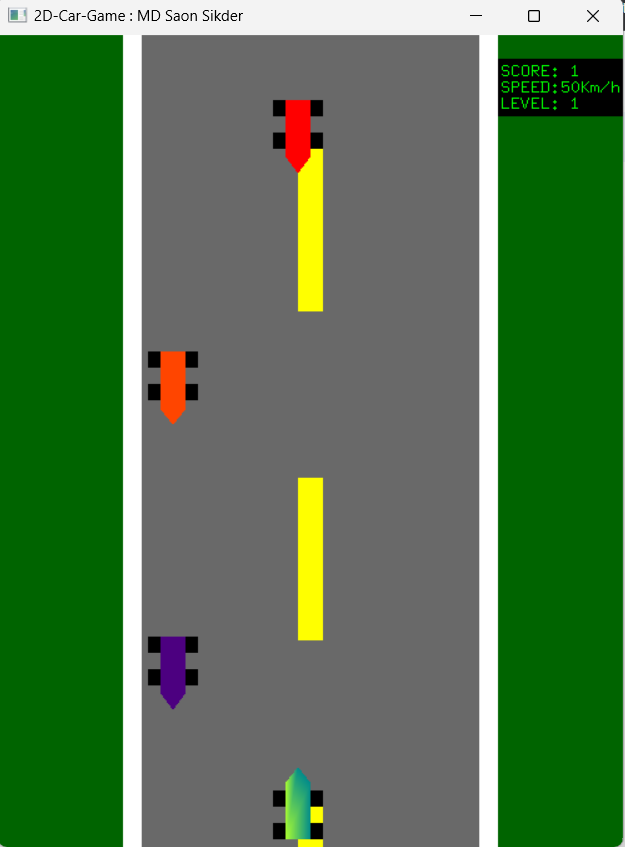 2D-Car-Game : MD Saon Sikder
SCORE: 1
SPEED:50Km/h
LEVEL: 1